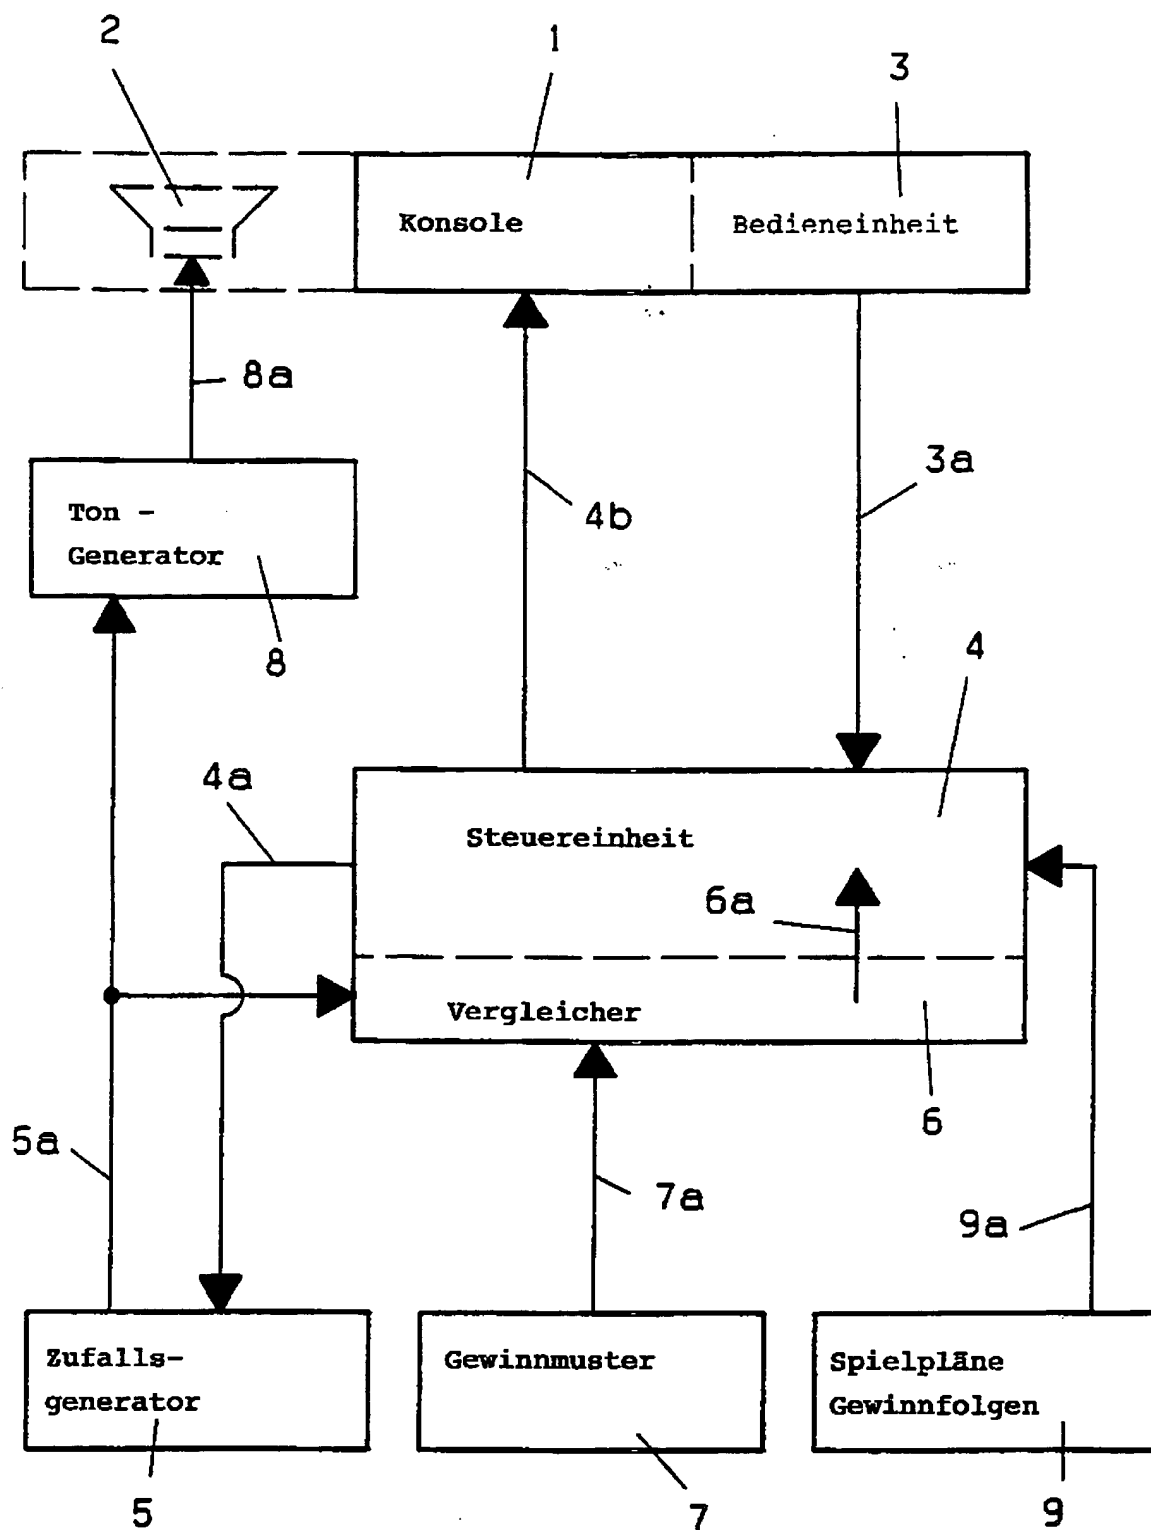 2
1
3
Konsole
Bedieneinheit
8a
3a
4b
Ton -
Generator
8
4
4a
Steuereinheit
6a
Vergleicher
6
5a
7a
9a
Zufalls-
generator
Gewinnmuster
Spielpläne
Gewinnfolgen
5
7
9